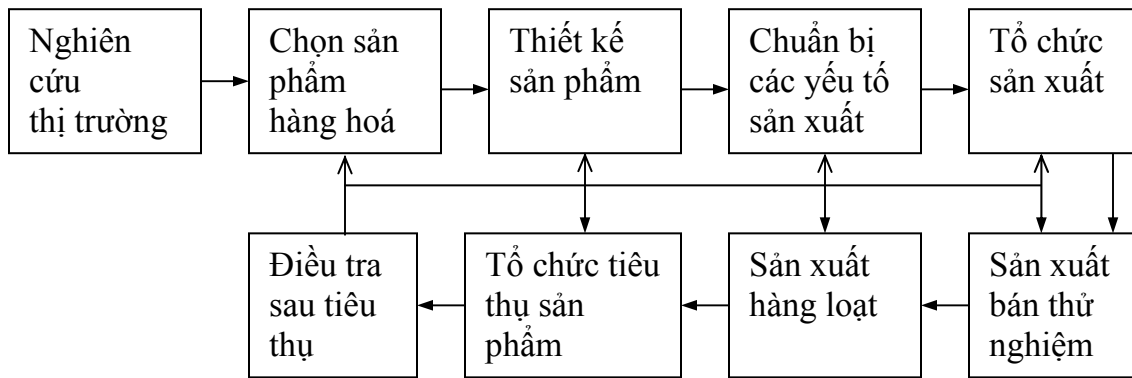 Nghiên
cứu
thị trường
Chọn sản
phẩm
hàng hoá
Thiết kế
sản phẩm
Chuẩn bị
các yếu tố
sản xuất
Tổ chức
sản xuất
Điều tra
sau tiêu
thụ
Tổ chức tiêu
thụ sản
phẩm
Sản xuất
hàng loạt
Sản xuất
bán thử
nghiệm